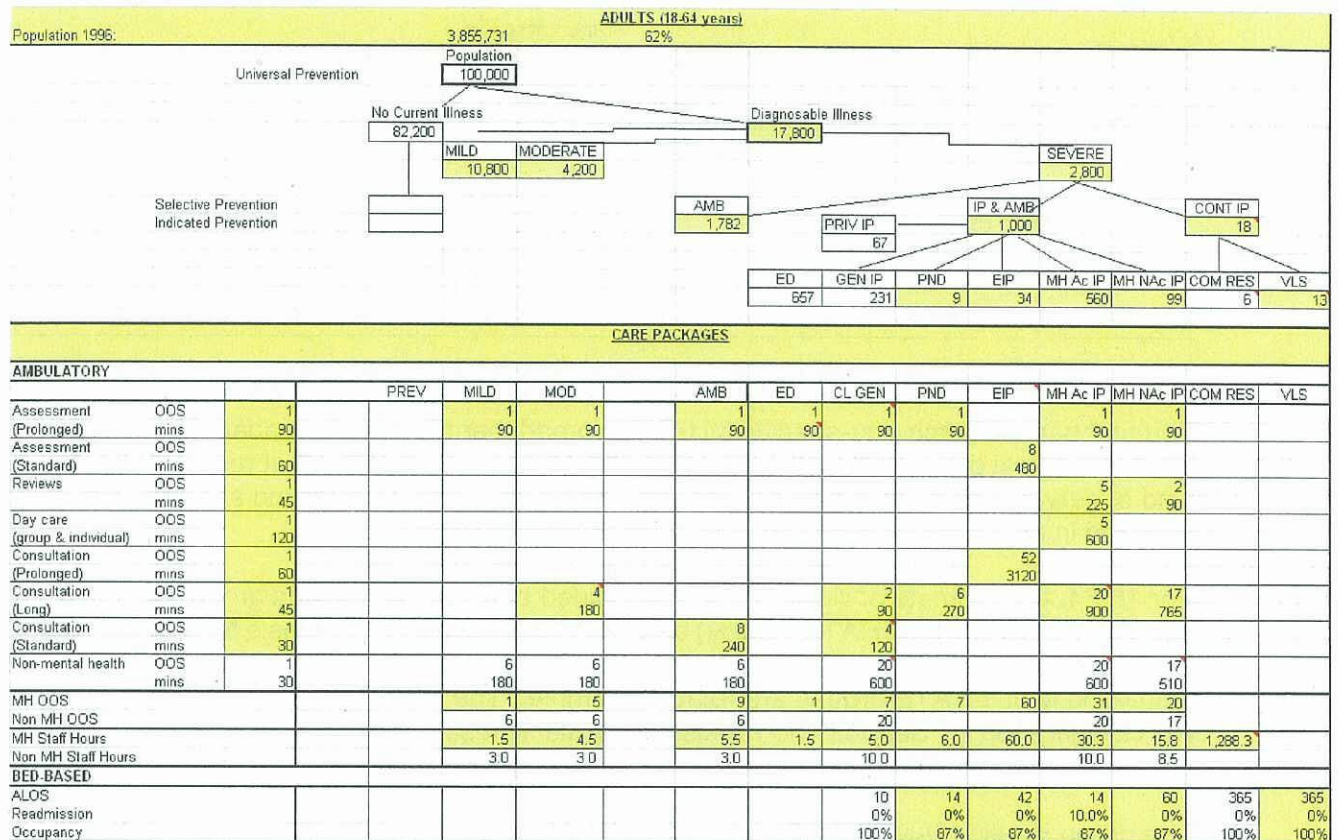 ADULTS (18-64 years)
Population 1996: 3,855,731 62%
Population
Universal Prevention 100,000
No Current Illness Diagnosable Illness
82,200 17,800
MILD MODERATE SEVERE
10,800 4,200 2,800
Selective Prevention AMB IP & AMB CONT IP
Indicated Prevention 1,782 PRIV IP 1,000 18
67
ED GEN IP PND EIP MH Ac IP MH NAc IP COM RES VLS
657 231 9 34 560 99 6 13
CARE PACKAGES
AMBULATORY
PREV MILD MOD AMB ED CL GEN PND EIP MH Ac IP MH NAc IP COM RES VLS
Assessment OOS 1 1 1 1 1 1 1 1 1
(Prolonged) mins 90 90 90 90 90 90 90 90 90
Assessment OOS 1 8
(Standard) mins 60 480
Reviews OOS 1 5 2
mins 45 225 90
Day care OOS 1 5
(group & individual) mins 120 600
Consultation OOS 1 52
(Prolonged) mins 60 3120
Consultation OOS 1 4 2 6 20 17
(Long) mins 45 180 90 270 900 765
Consultation OOS 1 8 4
(Standard) mins 30 240 120
Non-mental health OOS 1 6 6 6 20 20 17
mins 30 180 180 180 600 600 510
MH OOS 1 5 9 1 7 7 60 31 20
Non MH OOS 6 6 6 20 20 17
MH Staff Hours 1.5 4.5 5.5 1.5 5.0 6.0 60.0 30.3 15.8 1,288.3
Non MH Staff Hours 3.0 3.0 3.0 10.0 10.0 8.5
BED-BASED
ALOS 10 14 42 14 60 365 365
Readmission 0% 0% 0% 10.0% 0% 0% 0%
Occupancy 100% 87% 87% 87% 87% 100% 100%